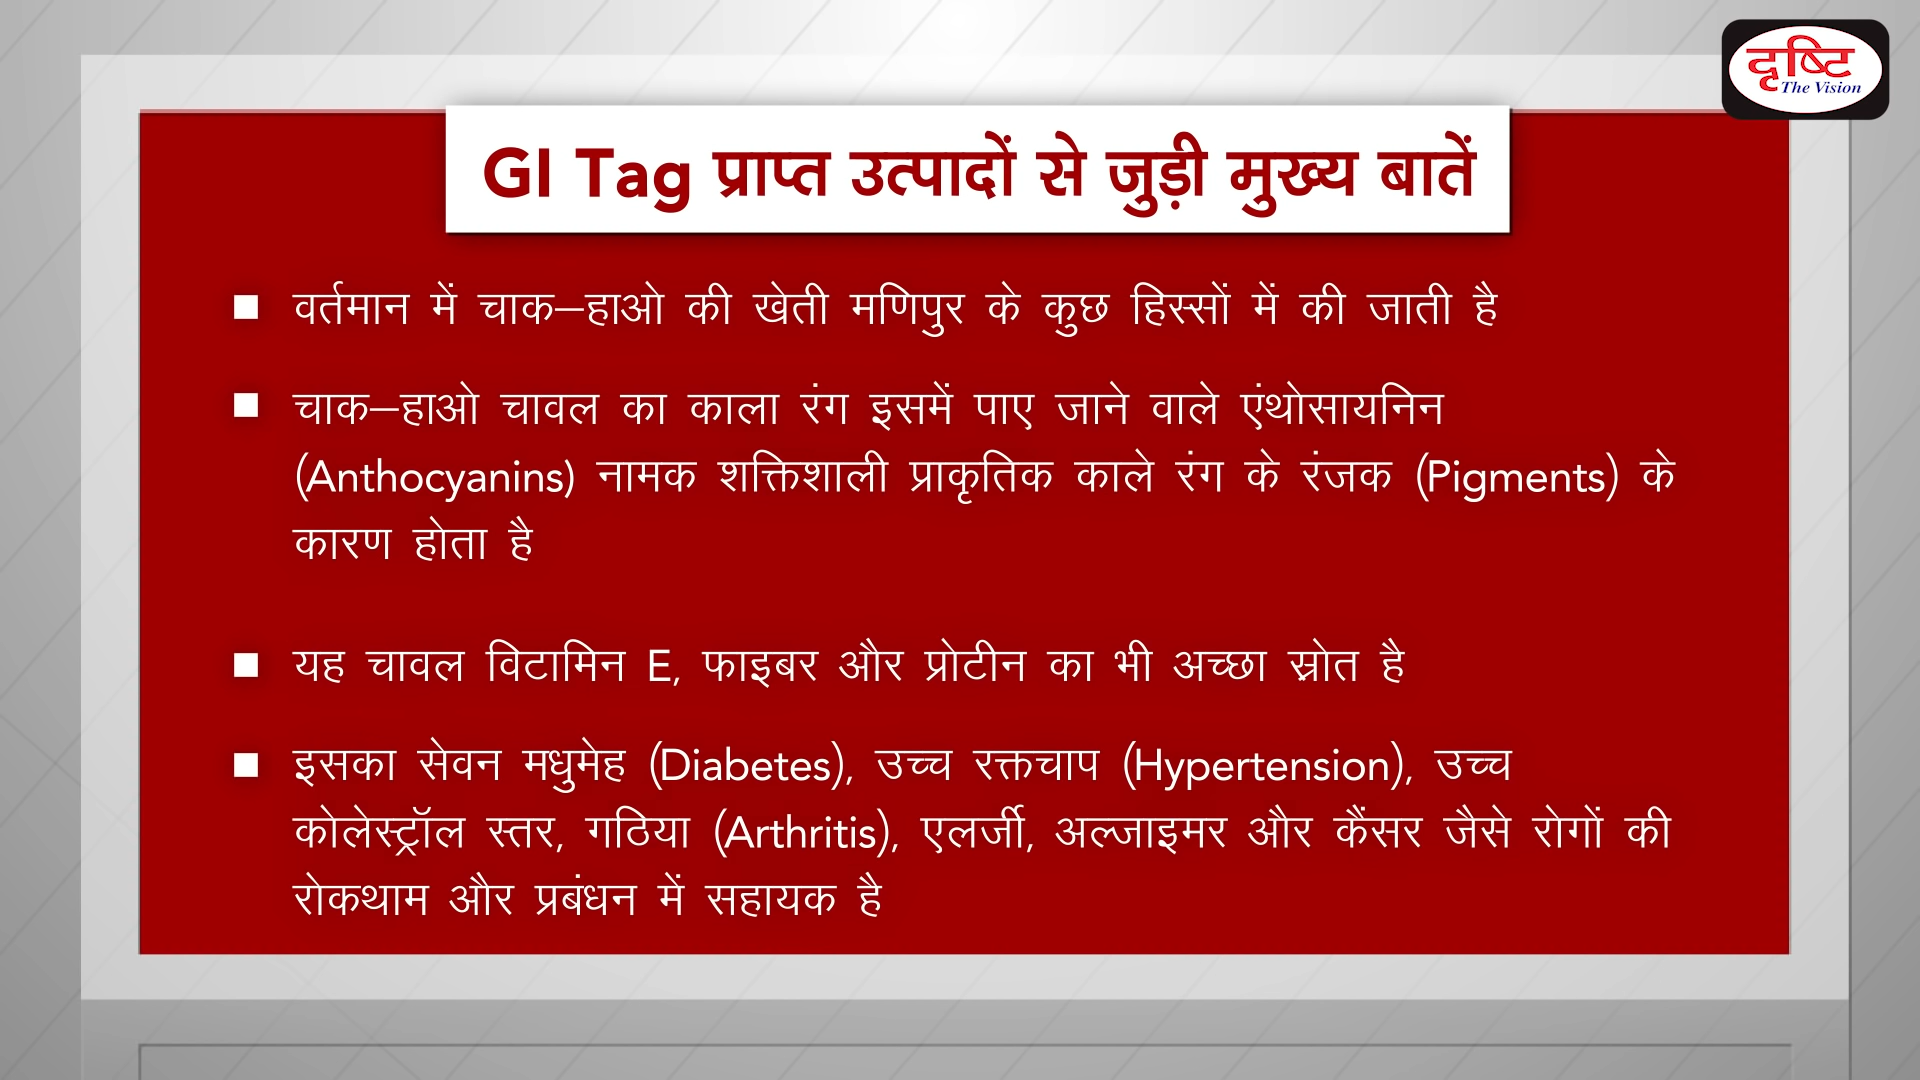 दृष्टि
The Vision
GI Tag प्राप्त उत्पादों से जुड़ी मुख्य बातें
■ वर्तमान में चाक–हाओ की खेती मणिपुर के कुछ हिस्सों में की जाती है
■ चाक–हाओ चावल का काला रंग इसमें पाए जाने वाले एंथोसायनिन
(Anthocyanins) नामक शक्तिशाली प्राकृतिक काले रंग के रंजक (Pigments) के
कारण होता है
■ यह चावल विटामिन E, फाइबर और प्रोटीन का भी अच्छा स्रोत है
■ इसका सेवन मधुमेह (Diabetes), उच्च रक्तचाप (Hypertension), उच्च
कोलेस्ट्रॉल स्तर, गठिया (Arthritis), एलर्जी, अल्जाइमर और कैंसर जैसे रोगों की
रोकथाम और प्रबंधन में सहायक है